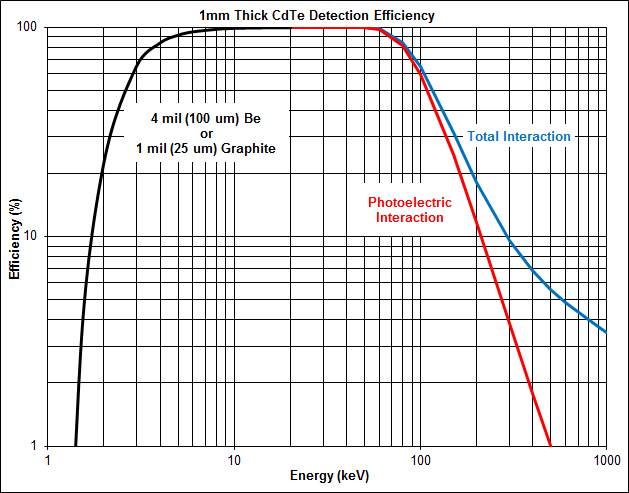 1mm Thick CdTe Detection Efficiency
100
4 mil (100 um) Be
or
1 mil (25 um) Graphite
Total Interaction
Photoelectric
Interaction
10
Efficiency (%)
1
1
10
100
1000
Energy (keV)